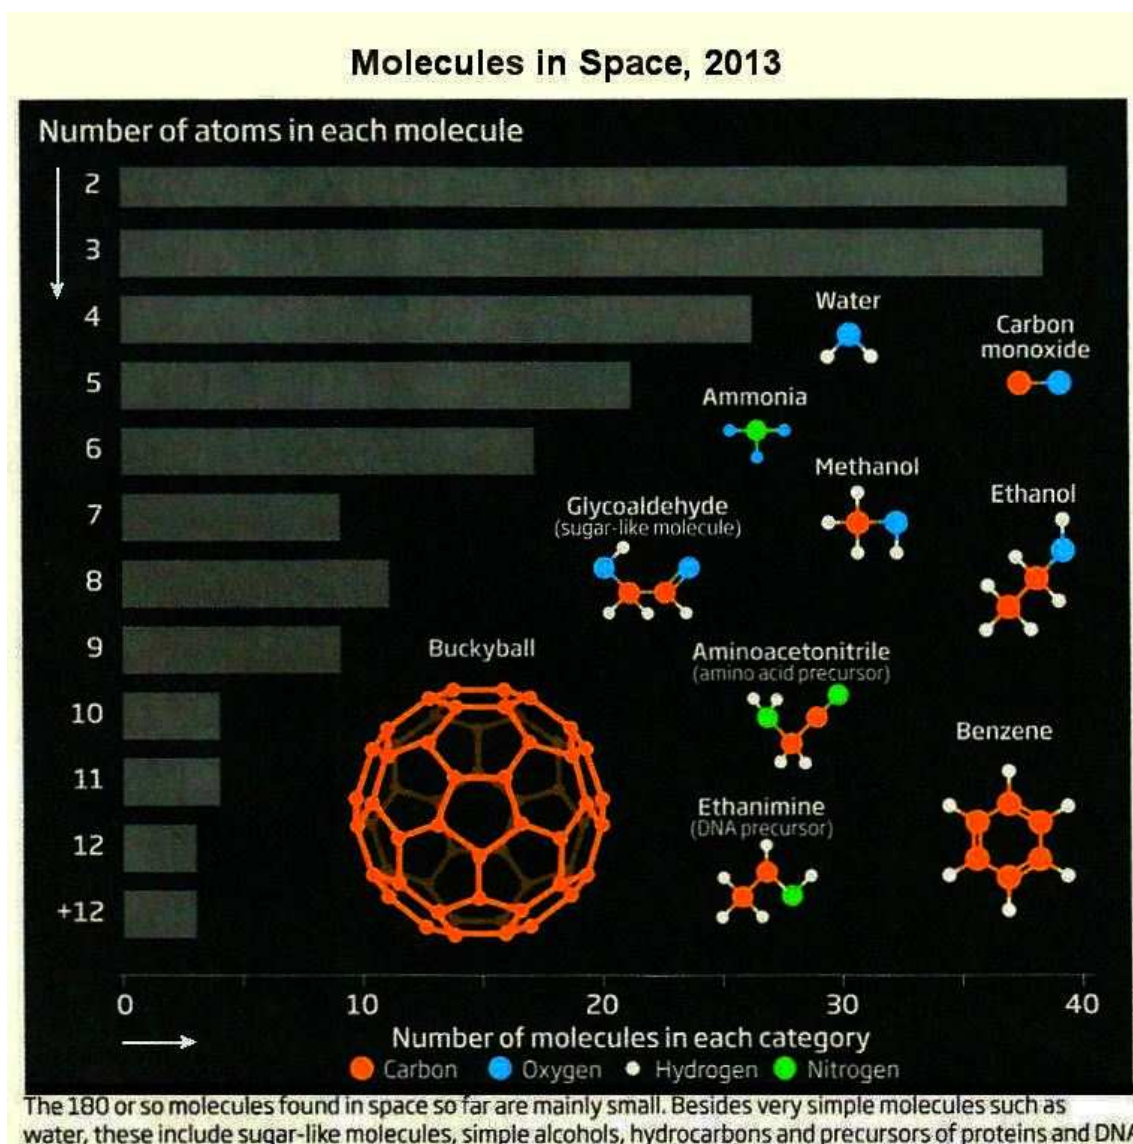 Molecules in Space, 2013
Number of atoms in each molecule
2
3
4
5
6
7
8
9
10
11
12
+12
Water
Carbon
monoxide
Ammonia
Methanol
Ethanol
Glycoaldehyde
(sugar-like molecule)
Buckyball
Aminoacetonitrile
(amino acid precursor)
Benzene
Ethanimine
(DNA precursor)
0 10 20 30 40
Number of molecules in each category
Carbon Oxygen Hydrogen Nitrogen
The 180 or so molecules found in space so far are mainly small. Besides very simple molecules such as
water, these include sugar-like molecules, simple alcohols, hydrocarbons and precursors of proteins and DNA